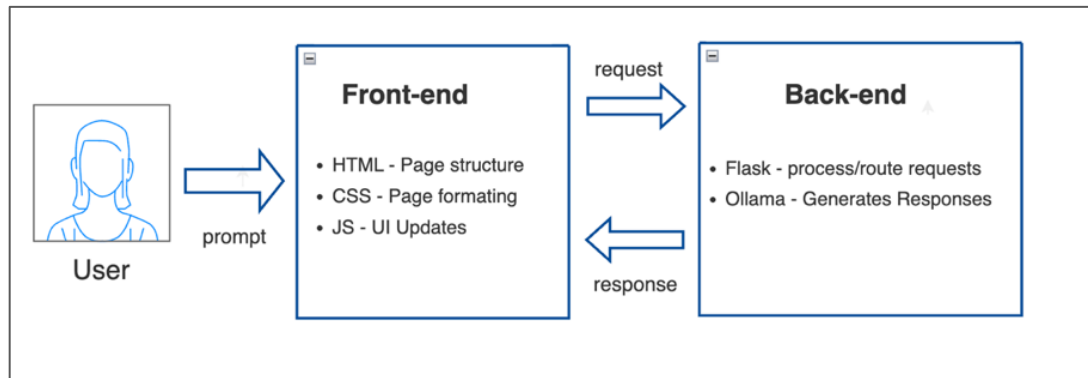 User
prompt
Front-end
• HTML - Page structure
• CSS - Page formating
• JS - UI Updates
request
response
Back-end
• Flask - process/route requests
• Ollama - Generates Responses